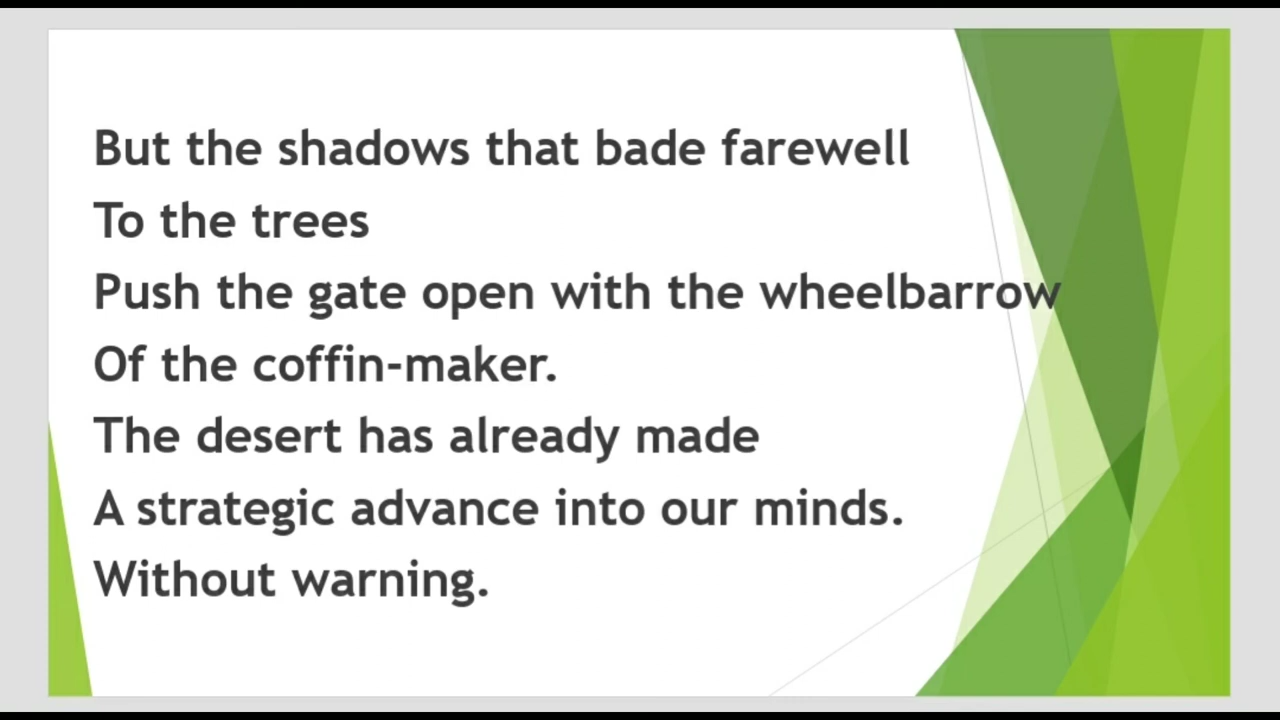 But the shadows that bade farewell
To the trees
Push the gate open with the wheelbarrow
Of the coffin-maker.
The desert has already made
A strategic advance into our minds.
Without warning.